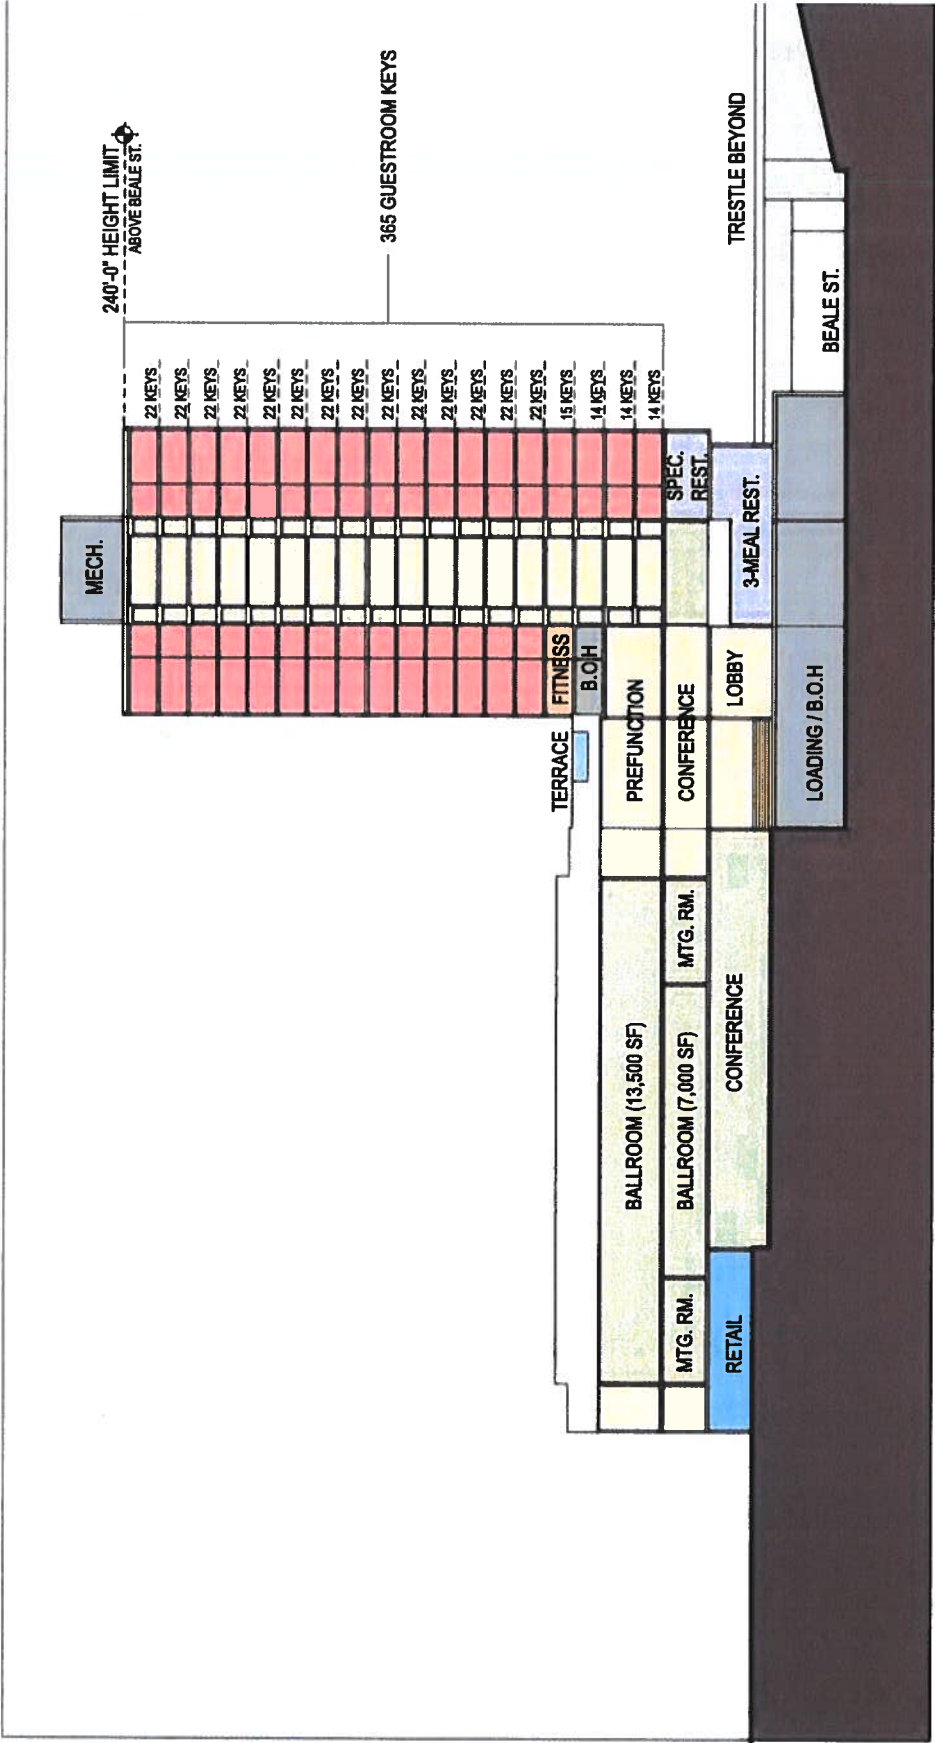 240'-0" HEIGHT LIMIT
ABOVE BEALE ST.
MECH.
22 KEYS
22 KEYS
22 KEYS
22 KEYS
22 KEYS
22 KEYS
22 KEYS
22 KEYS
22 KEYS
22 KEYS
22 KEYS
22 KEYS
22 KEYS
22 KEYS
15 KEYS
14 KEYS
14 KEYS
14 KEYS
365 GUESTROOM KEYS
TERRACE
FITNESS
B.O.H
BALLROOM (13,500 SF)
PREFUNCTION
MTG. RM.
BALLROOM (7,000 SF)
MTG. RM.
CONFERENCE
SPEC.
REST.
RETAIL
CONFERENCE
LOBBY
3-MEAL REST.
TRESTLE BEYOND
LOADING / B.O.H
BEALE ST.